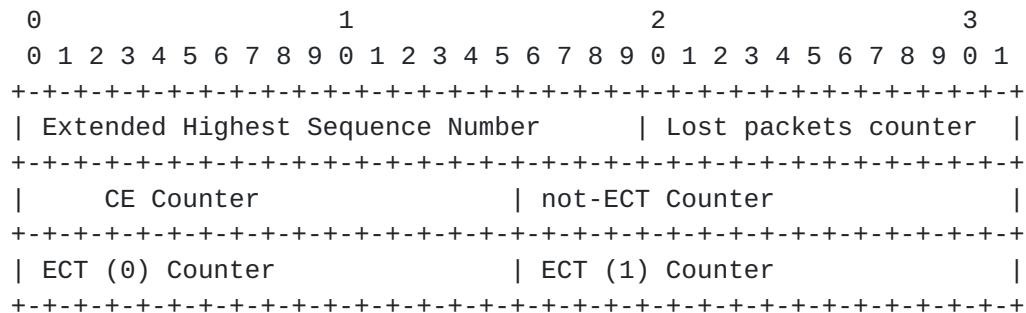 0                   1                   2                   3
 0 1 2 3 4 5 6 7 8 9 0 1 2 3 4 5 6 7 8 9 0 1 2 3 4 5 6 7 8 9 0 1
+-+-+-+-+-+-+-+-+-+-+-+-+-+-+-+-+-+-+-+-+-+-+-+-+-+-+-+-+-+-+-+-+
| Extended Highest Sequence Number      | Lost packets counter  |
+-+-+-+-+-+-+-+-+-+-+-+-+-+-+-+-+-+-+-+-+-+-+-+-+-+-+-+-+-+-+-+-+
|     CE Counter                | not-ECT Counter               |
+-+-+-+-+-+-+-+-+-+-+-+-+-+-+-+-+-+-+-+-+-+-+-+-+-+-+-+-+-+-+-+-+
| ECT (0) Counter               | ECT (1) Counter               |
+-+-+-+-+-+-+-+-+-+-+-+-+-+-+-+-+-+-+-+-+-+-+-+-+-+-+-+-+-+-+-+-+